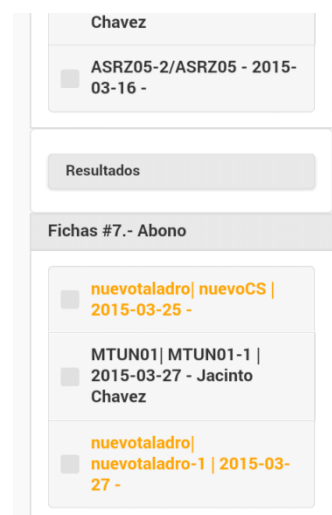 Chavez
ASRZ05-2/ASRZ05 - 2015-
03-16 -
Resultados
Fichas #7.- Abono
nuevotaladro| nuevoCS |
2015-03-25 -
MTUN01| MTUN01-1 |
2015-03-27 - Jacinto
Chavez
nuevotaladro|
nuevotaladro-1 | 2015-03-
27 -